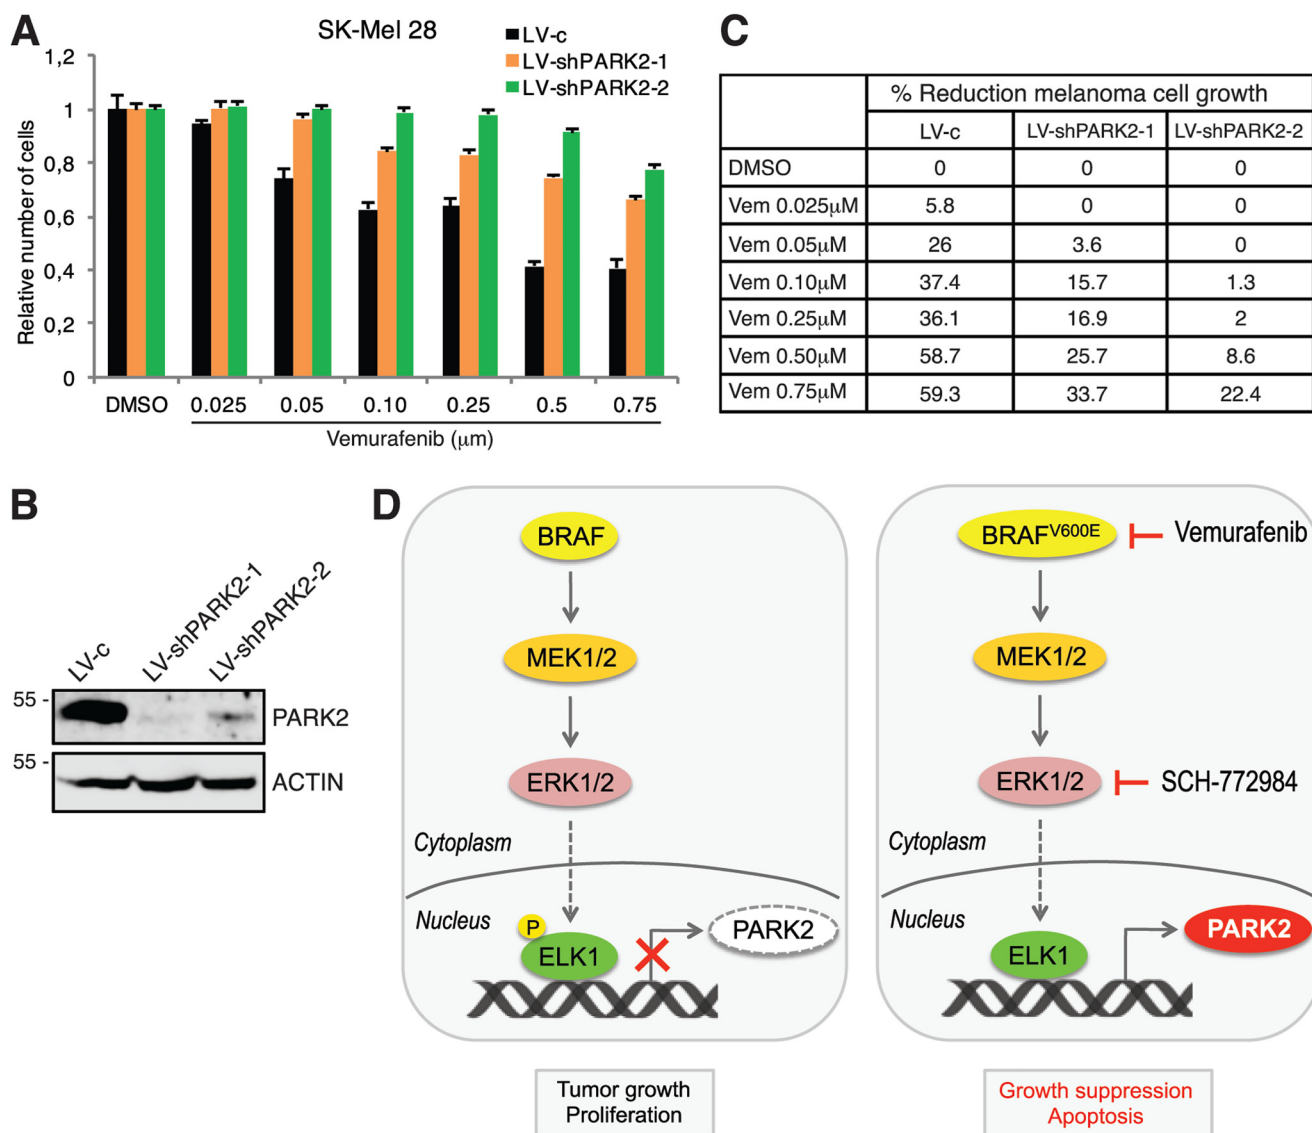 A
SK-Mel 28
LV-c
LV-shPARK2-1
LV-shPARK2-2
Relative number of cells
1,2
1
0,8
0,6
0,4
0,2
0
DMSO 0.025 0.05 0.10 0.25 0.5 0.75
Vemurafenib (µm)
C
% Reduction melanoma cell growth
LV-c LV-shPARK2-1 LV-shPARK2-2
DMSO 0 0 0
Vem 0.025µM 5.8 0 0
Vem 0.05µM 26 3.6 0
Vem 0.10µM 37.4 15.7 1.3
Vem 0.25µM 36.1 16.9 2
Vem 0.50µM 58.7 25.7 8.6
Vem 0.75µM 59.3 33.7 22.4
B
LV-c
LV-shPARK2-1
LV-shPARK2-2
55 -
PARK2
55 -
ACTIN
D
BRAF
MEK1/2
ERK1/2
Cytoplasm
Nucleus
P
ELK1
PARK2
Tumor growth
Proliferation
BRAFV600E
Vemurafenib
MEK1/2
ERK1/2
SCH-772984
Cytoplasm
Nucleus
ELK1
PARK2
Growth suppression
Apoptosis